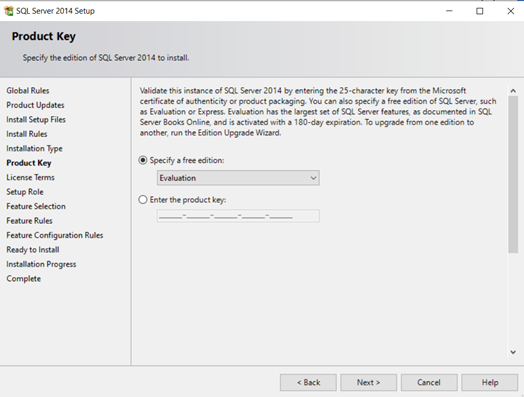 SQL Server 2014 Setup
Product Key
Specify the edition of SQL Server 2014 to install.
Global Rules
Product Updates
Install Setup Files
Install Rules
Installation Type
Product Key
License Terms
Setup Role
Feature Selection
Feature Rules
Feature Configuration Rules
Ready to Install
Installation Progress
Complete
Validate this instance of SQL Server 2014 by entering the 25-character key from the Microsoft
certificate of authenticity or product packaging. You can also specify a free edition of SQL Server, such
as Evaluation or Express. Evaluation has the largest set of SQL Server features, as documented in SQL
Server Books Online, and is activated with a 180-day expiration. To upgrade from one edition to
another, run the Edition Upgrade Wizard.
Specify a free edition:
Evaluation
Enter the product key:
_____-_____-_____-_____-_____
< Back
Next >
Cancel
Help